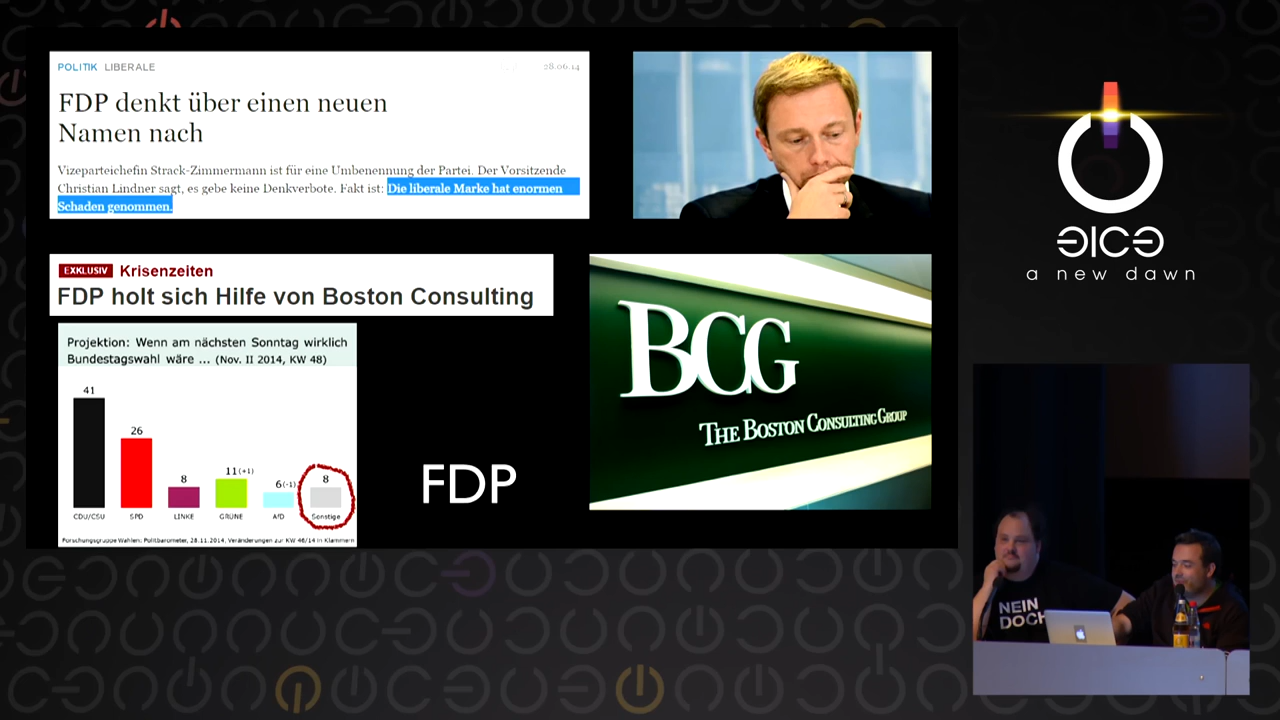 POLITIK LIBERALE
28.06.14
FDP denkt über einen neuen
Namen nach
Vizeparteichefin Strack-Zimmermann ist für eine Umbenennung der Partei. Der Vorsitzende
Christian Lindner sagt, es gebe keine Denkverbote. Fakt ist: Die liberale Marke hat enormen
Schaden genommen.
EXKLUSIV Krisenzeiten
FDP holt sich Hilfe von Boston Consulting
Projektion: Wenn am nächsten Sonntag wirklich
Bundestagswahl wäre ... (Nov. II 2014, KW 48)
41
26
8
11(+1)
6(-1)
8
CDU/CSU SPD LINKE GRÜNE AfD Sonstige
Forschungsgruppe Wahlen: Politbarometer, 28.11.2014, Veränderungen zur KW 46/14 in Klammern
FDP
BCG
THE BOSTON CONSULTING GROUP
a new dawn
NEIN
DOCH